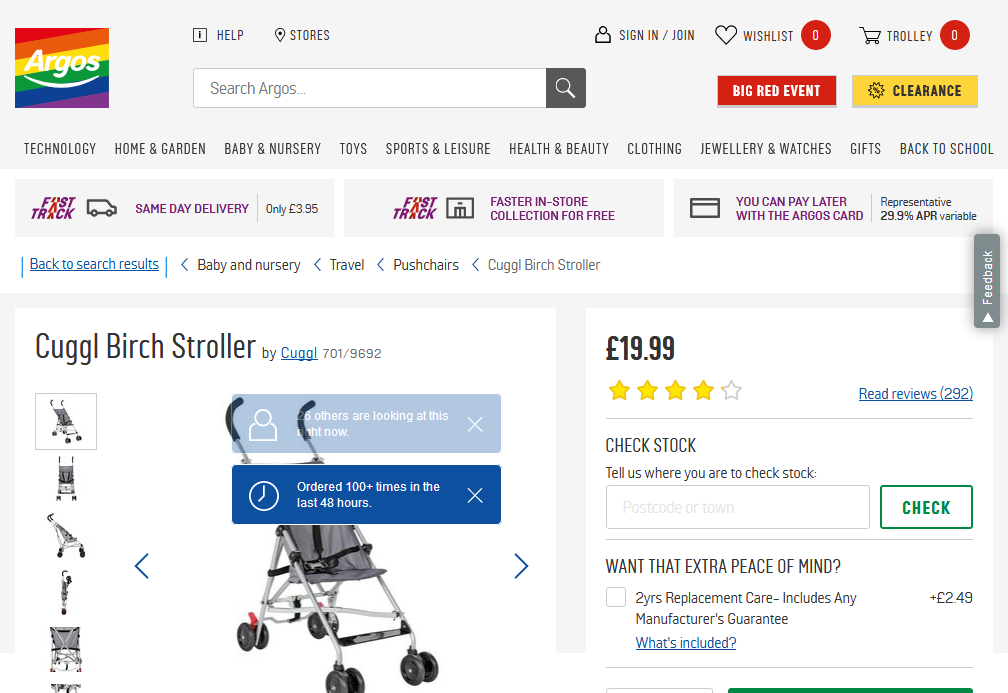 Argos
HELP
STORES
SIGN IN / JOIN
WISHLIST
0
TROLLEY
0
Search Argos...
BIG RED EVENT
CLEARANCE
TECHNOLOGY
HOME & GARDEN
BABY & NURSERY
TOYS
SPORTS & LEISURE
HEALTH & BEAUTY
CLOTHING
JEWELLERY & WATCHES
GIFTS
BACK TO SCHOOL
FAST TRACK
SAME DAY DELIVERY
Only £3.95
FAST TRACK
FASTER IN-STORE
COLLECTION FOR FREE
YOU CAN PAY LATER
WITH THE ARGOS CARD
Representative
29.9% APR variable
Back to search results
Baby and nursery
Travel
Pushchairs
Cuggl Birch Stroller
Feedback
Cuggl Birch Stroller by Cuggl 701/9692
26 others are looking at this
right now.
Ordered 100+ times in the
last 48 hours.
£19.99
Read reviews (292)
CHECK STOCK
Tell us where you are to check stock:
Postcode or town
CHECK
WANT THAT EXTRA PEACE OF MIND?
2yrs Replacement Care- Includes Any
Manufacturer's Guarantee
+£2.49
What's included?